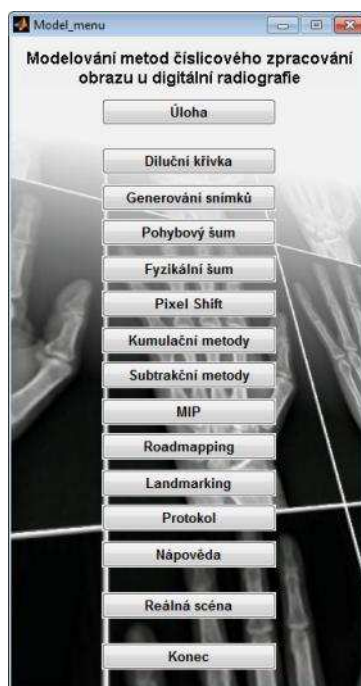 Model_menu
Modelování metod číslicového zpracování
obrazu u digitální radiografie
Úloha
Diluční křivka
Generování snímků
Pohybový šum
Fyzikální šum
Pixel Shift
Kumulační metody
Subtrakční metody
MIP
Roadmapping
Landmarking
Protokol
Nápověda
Reálná scéna
Konec